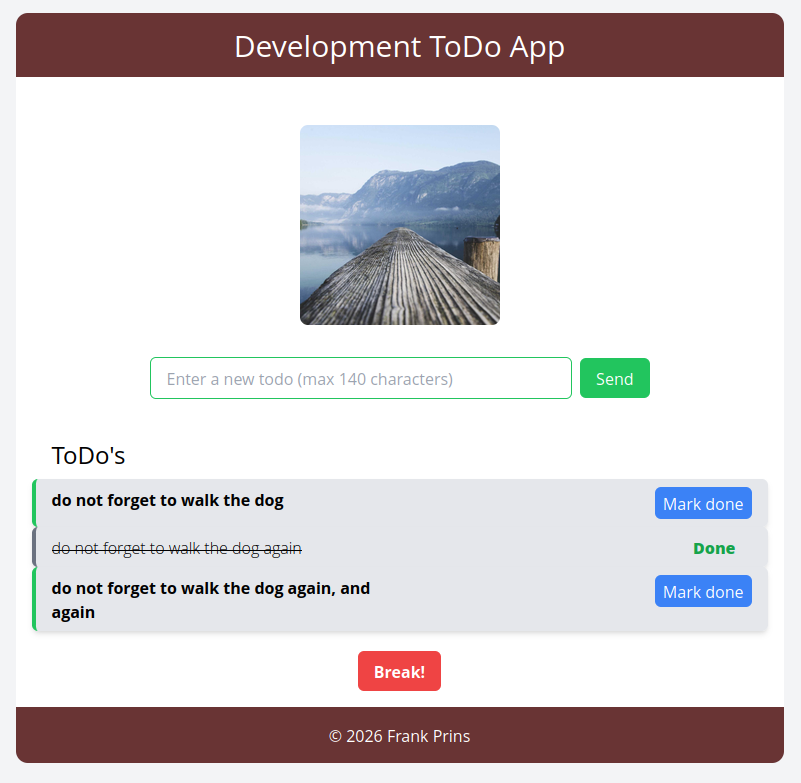 Development ToDo App
Enter a new todo (max 140 characters)
Send
ToDo's
do not forget to walk the dog
Mark done
do not forget to walk the dog again
Done
do not forget to walk the dog again, and
again
Mark done
Break!
© 2026 Frank Prins